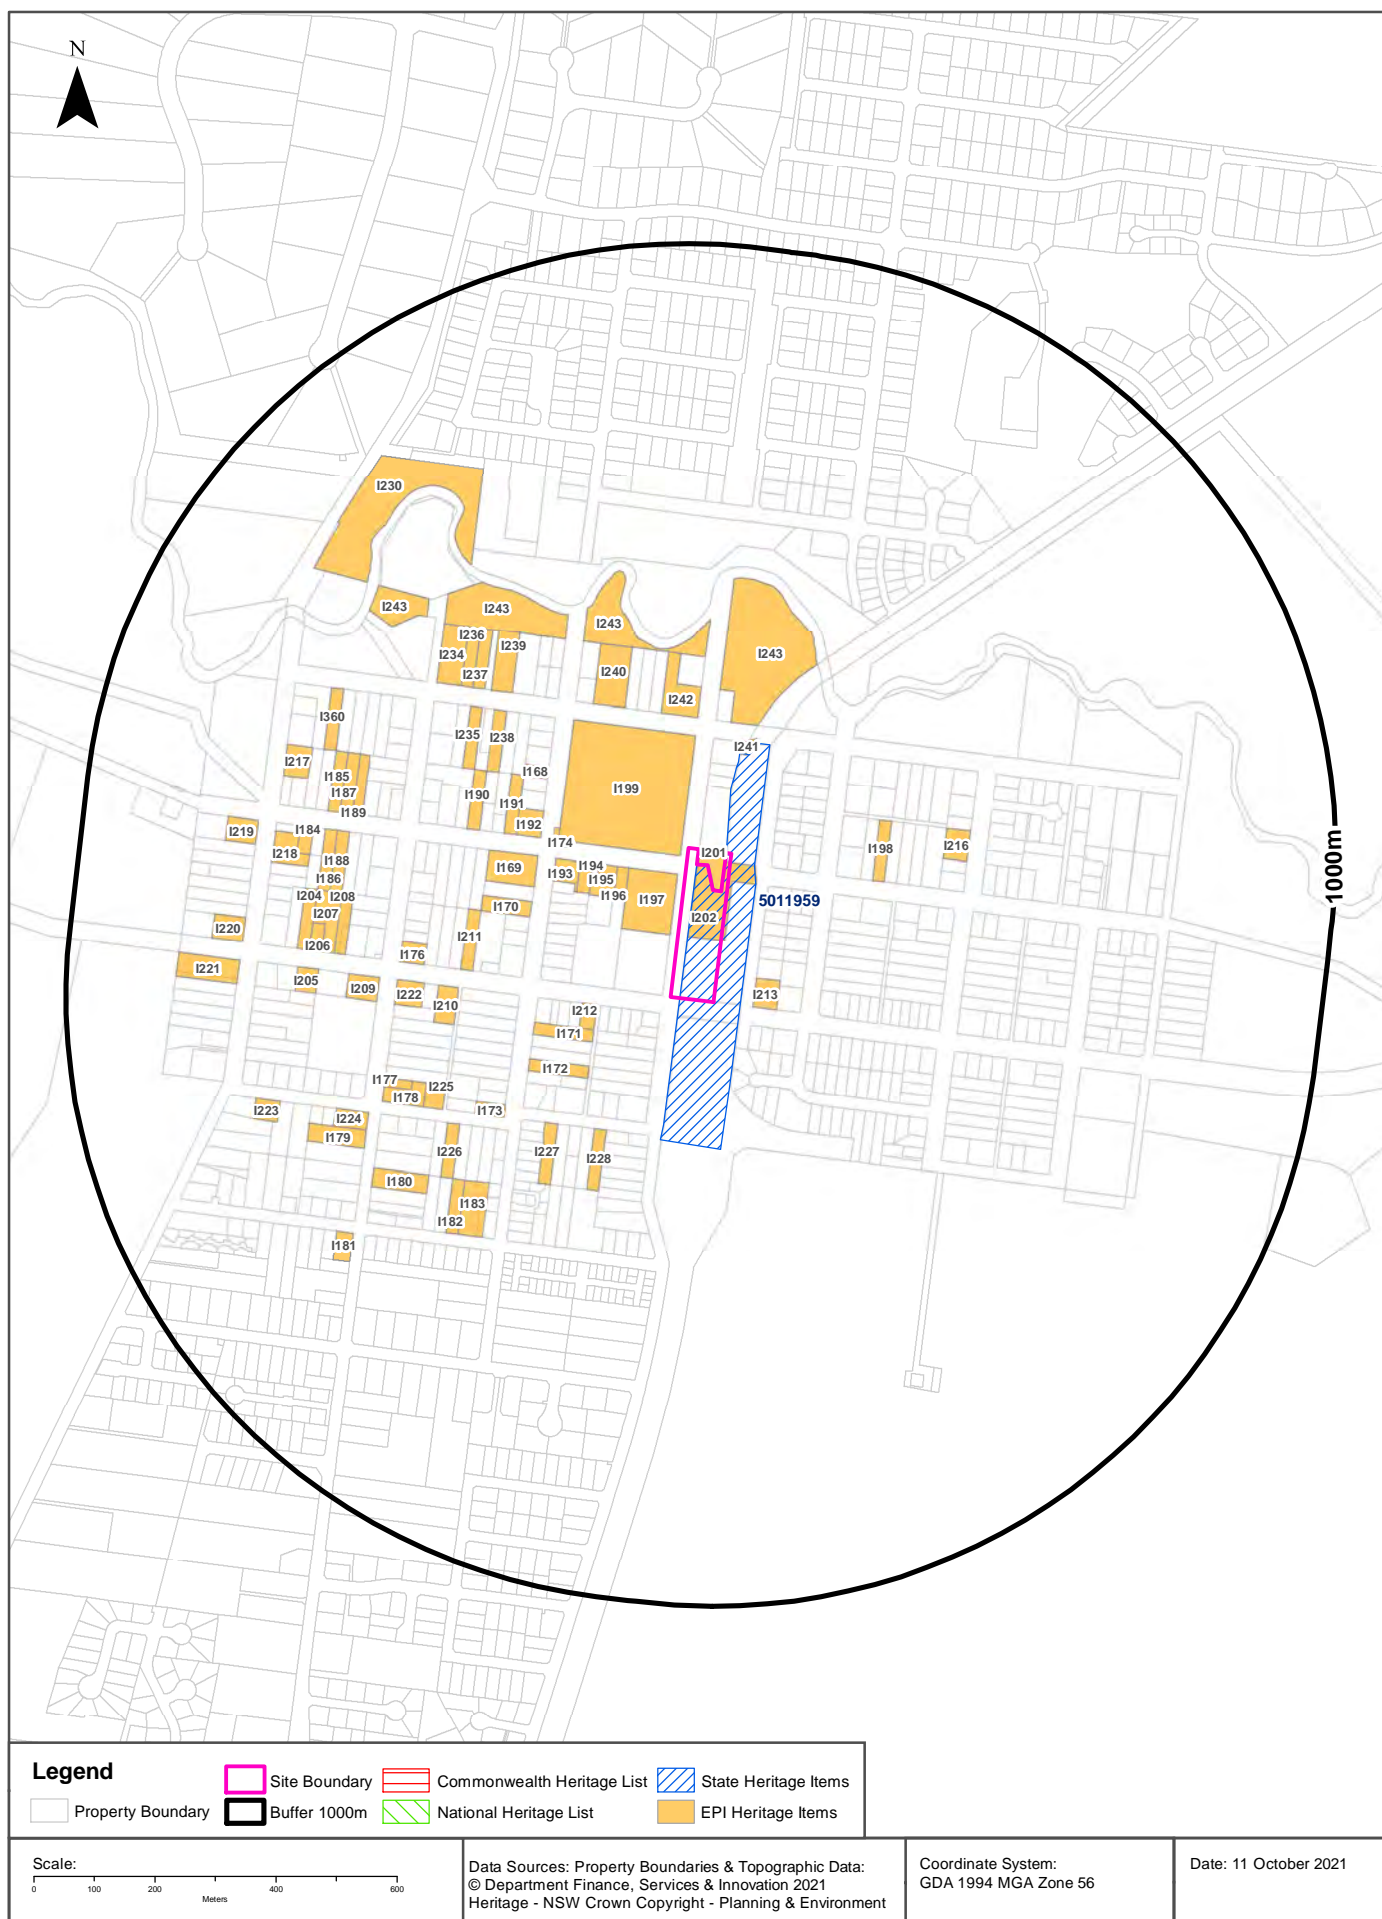 N
I230
I243
I243
I243
I243
I236
I239
I234
I237
I240
I242
I360
I235
I238
I241
I217
I168
I185
I187
I190
I191
I199
I189
I192
I219
I184
I174
I198
I216
I218
I188
I169
I194
I201
I186
I193
I195
1000m
I204
I208
I196
I197
5011959
I207
I170
I202
I220
I211
I206
I176
I221
I205
I209
I222
I210
I213
I212
I171
I172
I177
I225
I178
I223
I224
I173
I179
I226
I227
I228
I180
I183
I182
I181
Legend
Site Boundary
Commonwealth Heritage List
State Heritage Items
Property Boundary
Buffer 1000m
National Heritage List
EPI Heritage Items
Scale:
0 100 200 400 600
Meters
Data Sources: Property Boundaries & Topographic Data:
© Department Finance, Services & Innovation 2021
Heritage - NSW Crown Copyright - Planning & Environment
Coordinate System:
GDA 1994 MGA Zone 56
Date: 11 October 2021